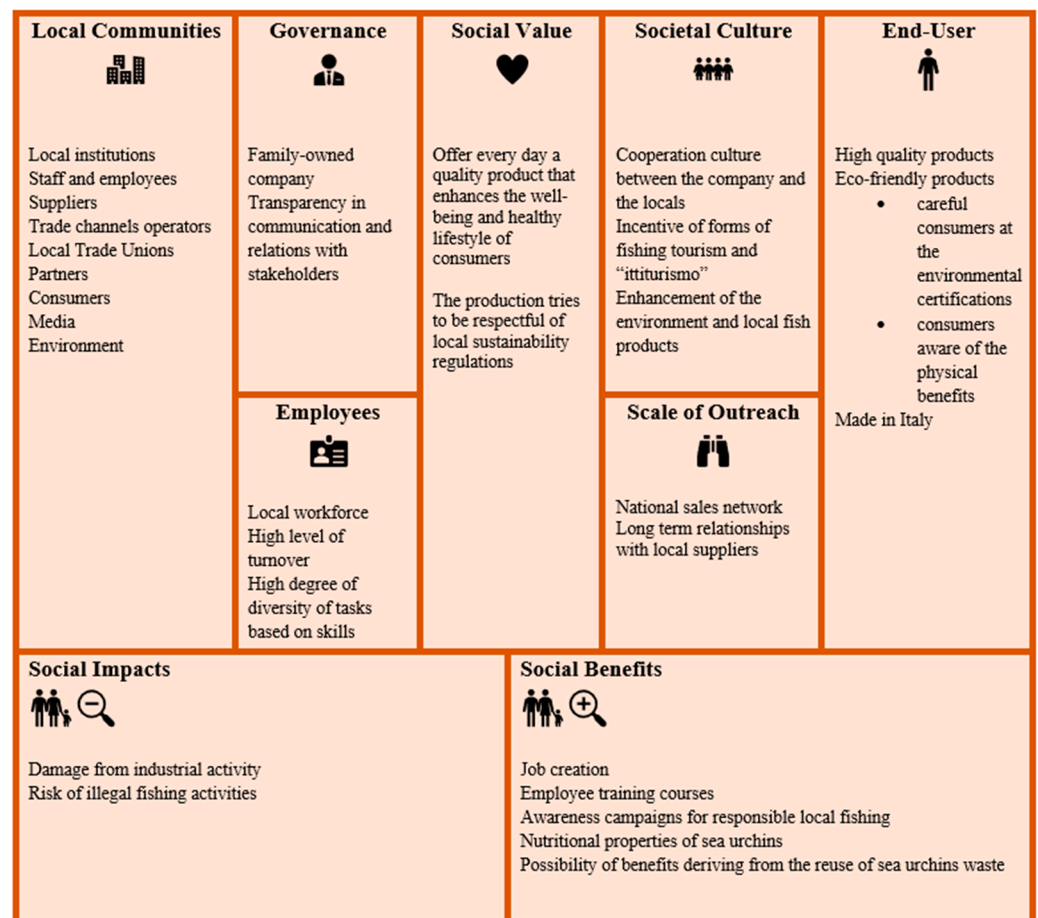 Local Communities
Local institutions
Staff and employees
Suppliers
Trade channels operators
Local Trade Unions
Partners
Consumers
Media
Environment
Governance
Family-owned
company
Transparency in
communication and
relations with
stakeholders
Employees
Local workforce
High level of
turnover
High degree of
diversity of tasks
based on skills
Social Value
Offer every day a
quality product that
enhances the well-
being and healthy
lifestyle of
consumers
The production tries
to be respectful of
local sustainability
regulations
Societal Culture
Cooperation culture
between the company and
the locals
Incentive of forms of
fishing tourism and
“ittiturismo”
Enhancement of the
environment and local fish
products
Scale of Outreach
National sales network
Long term relationships
with local suppliers
End-User
High quality products
Eco-friendly products
• careful
consumers at
the
environmental
certifications
• consumers
aware of the
physical
benefits
Made in Italy
Social Impacts
Damage from industrial activity
Risk of illegal fishing activities
Social Benefits
Job creation
Employee training courses
Awareness campaigns for responsible local fishing
Nutritional properties of sea urchins
Possibility of benefits deriving from the reuse of sea urchins waste